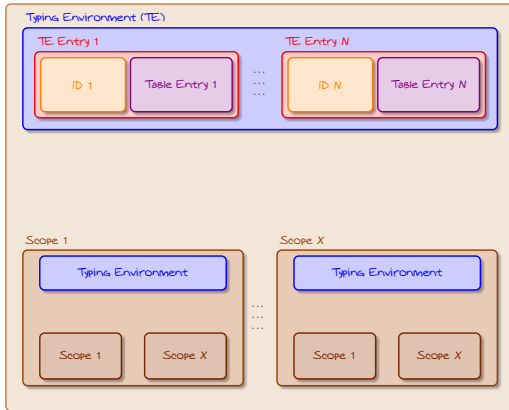 Typing Environment (TE)
TE Entry 1
TE Entry N
ID 1
Table Entry 1
...
...
...
ID N
Table Entry N
Scope 1
Scope X
Typing Environment
Typing Environment
...
...
...
Scope 1
Scope X
Scope 1
Scope X